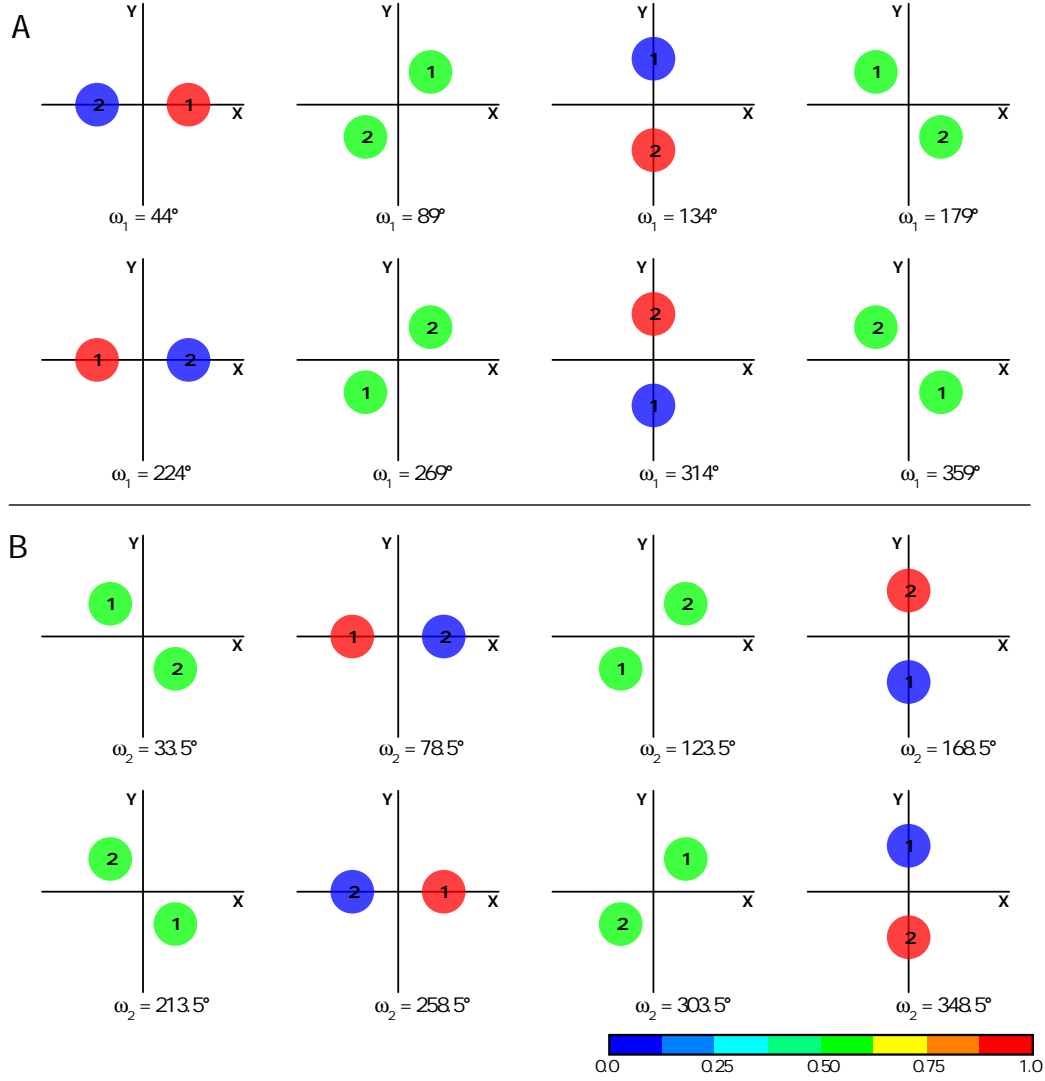 A
Y Y Y Y
1 1
2 1 2 1
X X X X
2 2
ω1 = 44° ω1 = 89° ω1 = 134° ω1 = 179°
Y Y Y Y
2 2 2
1 2
X X X X
1 1 1
ω1 = 224° ω1 = 269° ω1 = 314° ω1 = 359°
B
Y Y Y Y
1 2 2
1 2
X X X X
2 1 1
ω2 = 33.5° ω2 = 78.5° ω2 = 123.5° ω2 = 168.5°
Y Y Y Y
2 1 1
2 1
X X X X
1 2 2
ω2 = 213.5° ω2 = 258.5° ω2 = 303.5° ω2 = 348.5°
0.0 0.25 0.50 0.75 1.0